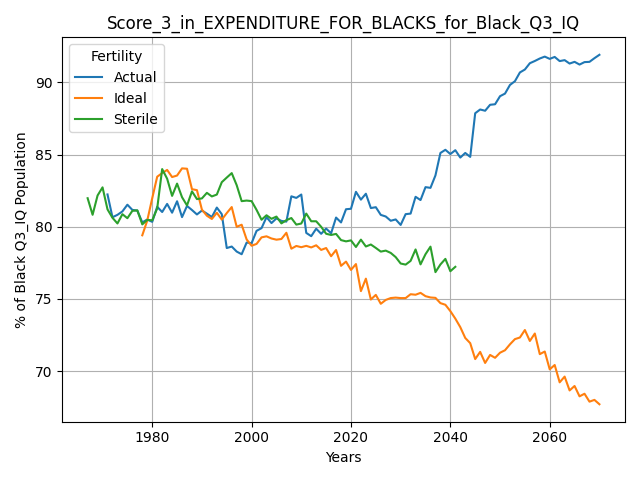 Score_3_in_EXPENDITURE_FOR_BLACKS_for_Black_Q3_IQ
Fertility
Actual
Ideal
Sterile
% of Black Q3_IQ Population
90
85
80
75
70
1980
2000
2020
2040
2060
Years